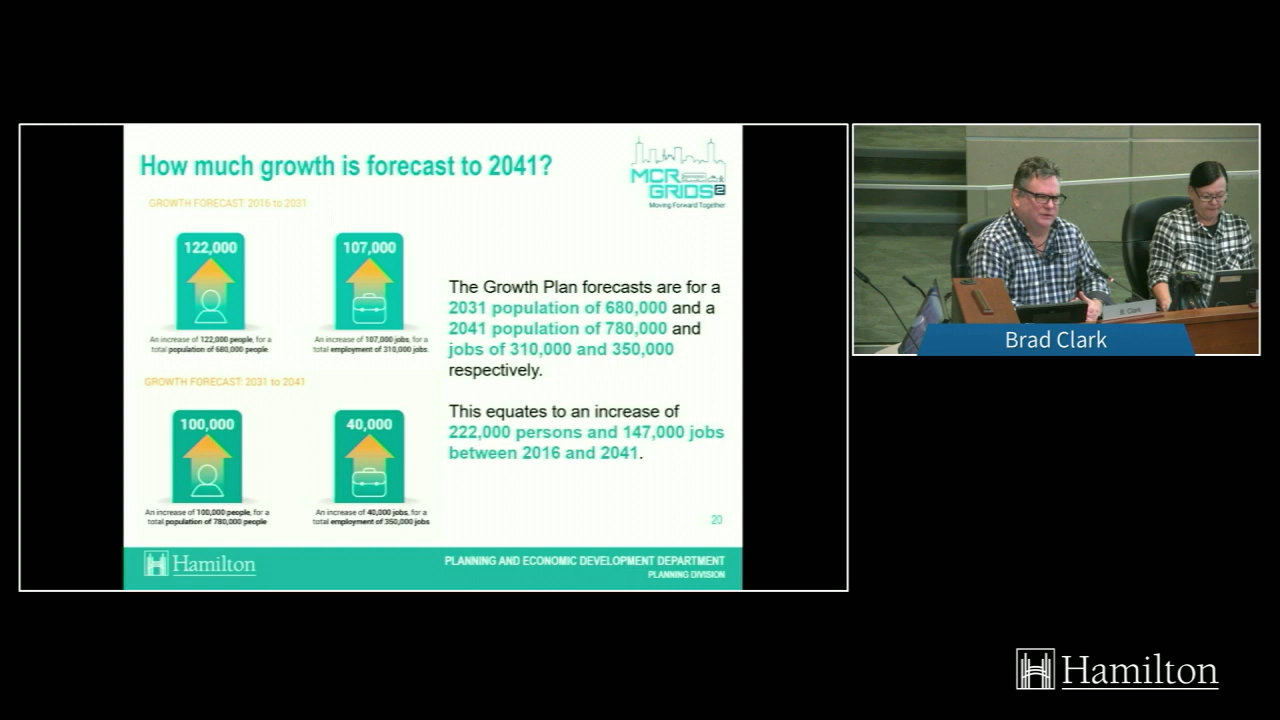 How much growth is forecast to 2041?
MCR
GRIDS2
Moving Forward Together
GROWTH FORECAST: 2016 to 2031
122,000
107,000
An increase of 122,000 people, for a
total population of 680,000 people.
An increase of 107,000 jobs, for a
total employment of 310,000 jobs.
GROWTH FORECAST: 2031 to 2041
100,000
40,000
An increase of 100,000 people, for a
total population of 780,000 people
An increase of 40,000 jobs, for a
total employment of 350,000 jobs
The Growth Plan forecasts are for a
2031 population of 680,000 and a
2041 population of 780,000 and
jobs of 310,000 and 350,000
respectively.
This equates to an increase of
222,000 persons and 147,000 jobs
between 2016 and 2041.
20
Hamilton
PLANNING AND ECONOMIC DEVELOPMENT DEPARTMENT
PLANNING DIVISION
B. Clark
Brad Clark
Hamilton